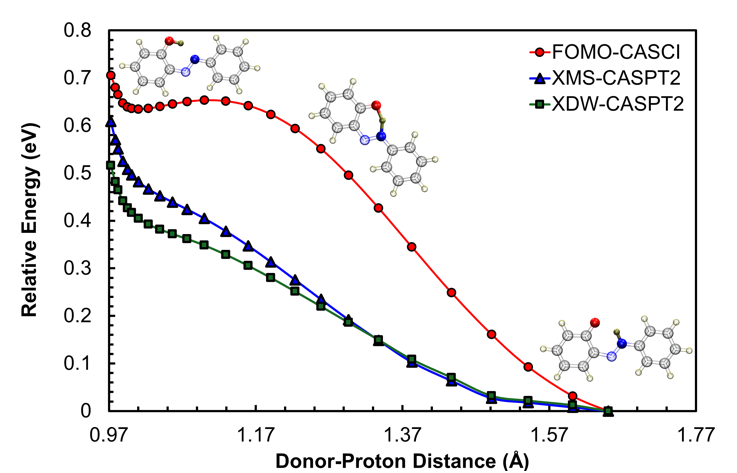 0.8
0.7
0.6
0.5
0.4
0.3
0.2
0.1
0
Relative Energy (eV)
FOMO-CASCI
XMS-CASPT2
XDW-CASPT2
0.97 1.17 1.37 1.57 1.77
Donor-Proton Distance (Å)